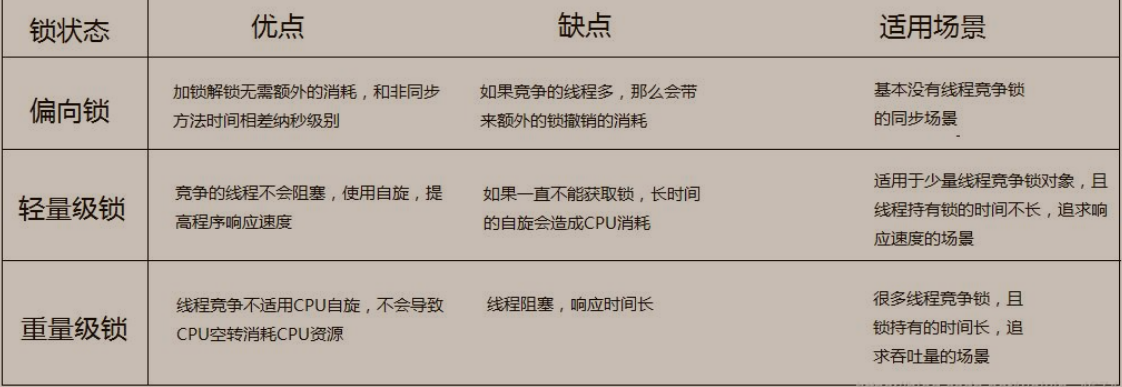 锁状态 优点 缺点 适用场景
偏向锁
加锁解锁无需额外的消耗，和非同步
方法时间相差纳秒级别
如果竞争的线程多，那么会带
来额外的锁撤销的消耗
基本没有线程竞争锁
的同步场景
轻量级锁
竞争的线程不会阻塞，使用自旋，提
高程序响应速度
如果一直不能获取锁，长时间
的自旋会造成CPU消耗
适用于少量线程竞争锁对象，且
线程持有锁的时间不长，追求响
应速度的场景
重量级锁
线程竞争不适用CPU自旋，不会导致
CPU空转消耗CPU资源
线程阻塞，响应时间长
很多线程竞争锁，且
锁持有的时间长，追
求吞吐量的场景